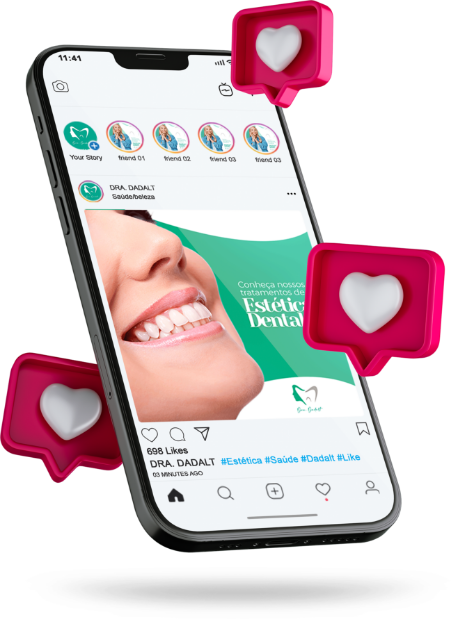 11:41
Your Story
friend 01
friend 02
friend 03
friend 03
DRA. DADALT
Saúde/beleza
Conheça nossos
tratamentos de
Estética
Dental
698 Likes
DRA. DADALT #Estética #Saúde #Dadalt #Like
03 MINUTES AGO